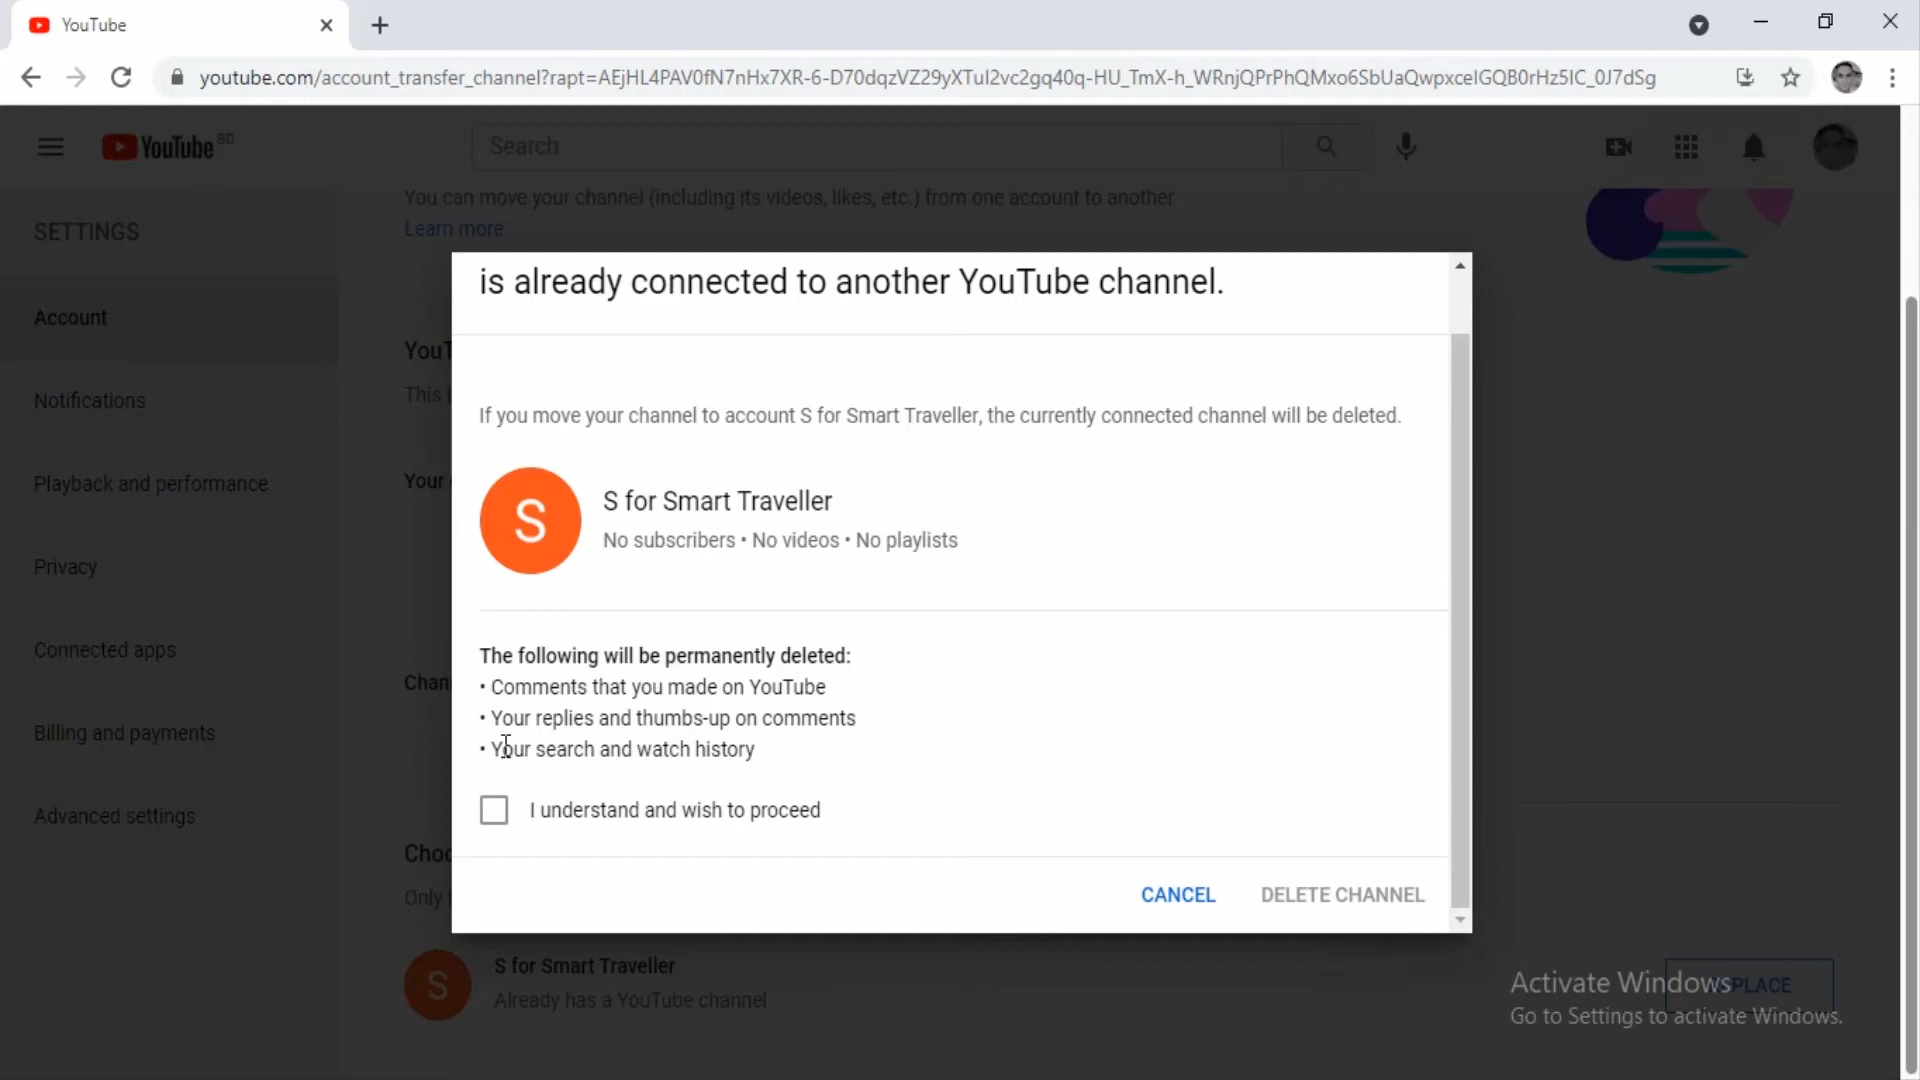 YouTube
youtube.com/account_transfer_channel?rapt=AEjHL4PAV0fN7nHx7XR-6-D70dqzVZ29yXTuI2vc2gq40q-HU_TmX-h_WRnjQPrPhQMxo6SbUaQwpxceIGQB0rHz5IC_0J7dSg
YouTube BD
Search
You can move your channel (including its videos, likes, etc.) from one account to another
Learn more
SETTINGS
Account
Notifications
Playback and performance
Privacy
Connected apps
Billing and payments
Advanced settings
This
Your
is already connected to another YouTube channel.
If you move your channel to account S for Smart Traveller, the currently connected channel will be deleted.
S
S for Smart Traveller
No subscribers • No videos • No playlists
The following will be permanently deleted:
• Comments that you made on YouTube
• Your replies and thumbs-up on comments
• Your search and watch history
I understand and wish to proceed
CANCEL DELETE CHANNEL
Only
S
S for Smart Traveller
Already has a YouTube channel
Activate Windows
Go to Settings to activate Windows.